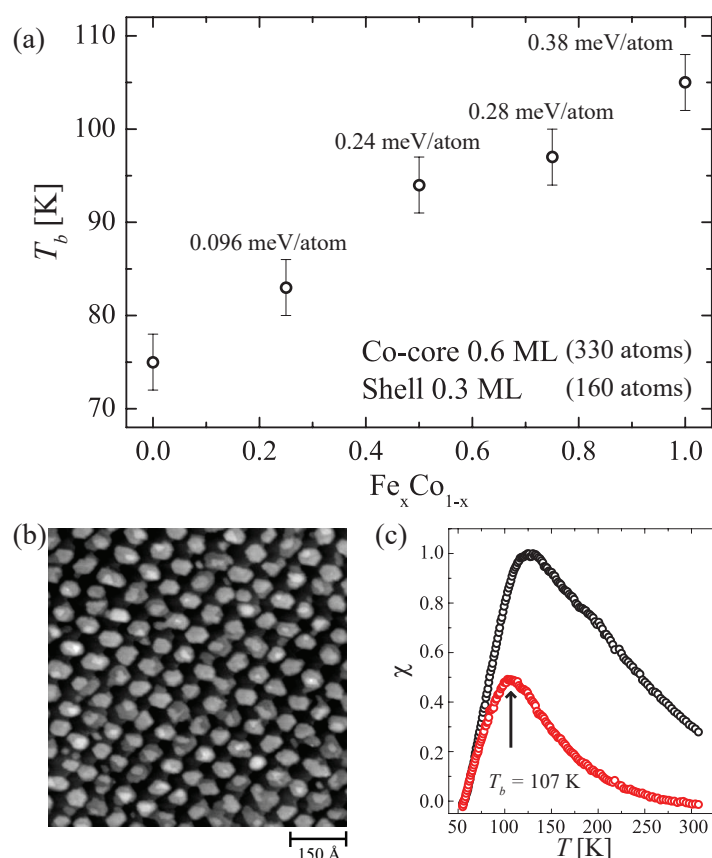 (a)
110
100
90
80
70
T_b [K]
0.38 meV/atom
0.28 meV/atom
0.24 meV/atom
0.096 meV/atom
Co-core 0.6 ML (330 atoms)
Shell 0.3 ML (160 atoms)
0.0 0.2 0.4 0.6 0.8 1.0
Fe_xCo_{1-x}
(b)
150 Å
(c)
1.0
0.8
0.6
0.4
0.2
0.0
χ
T_b = 107 K
50 100 150 200 250 300
T [K]